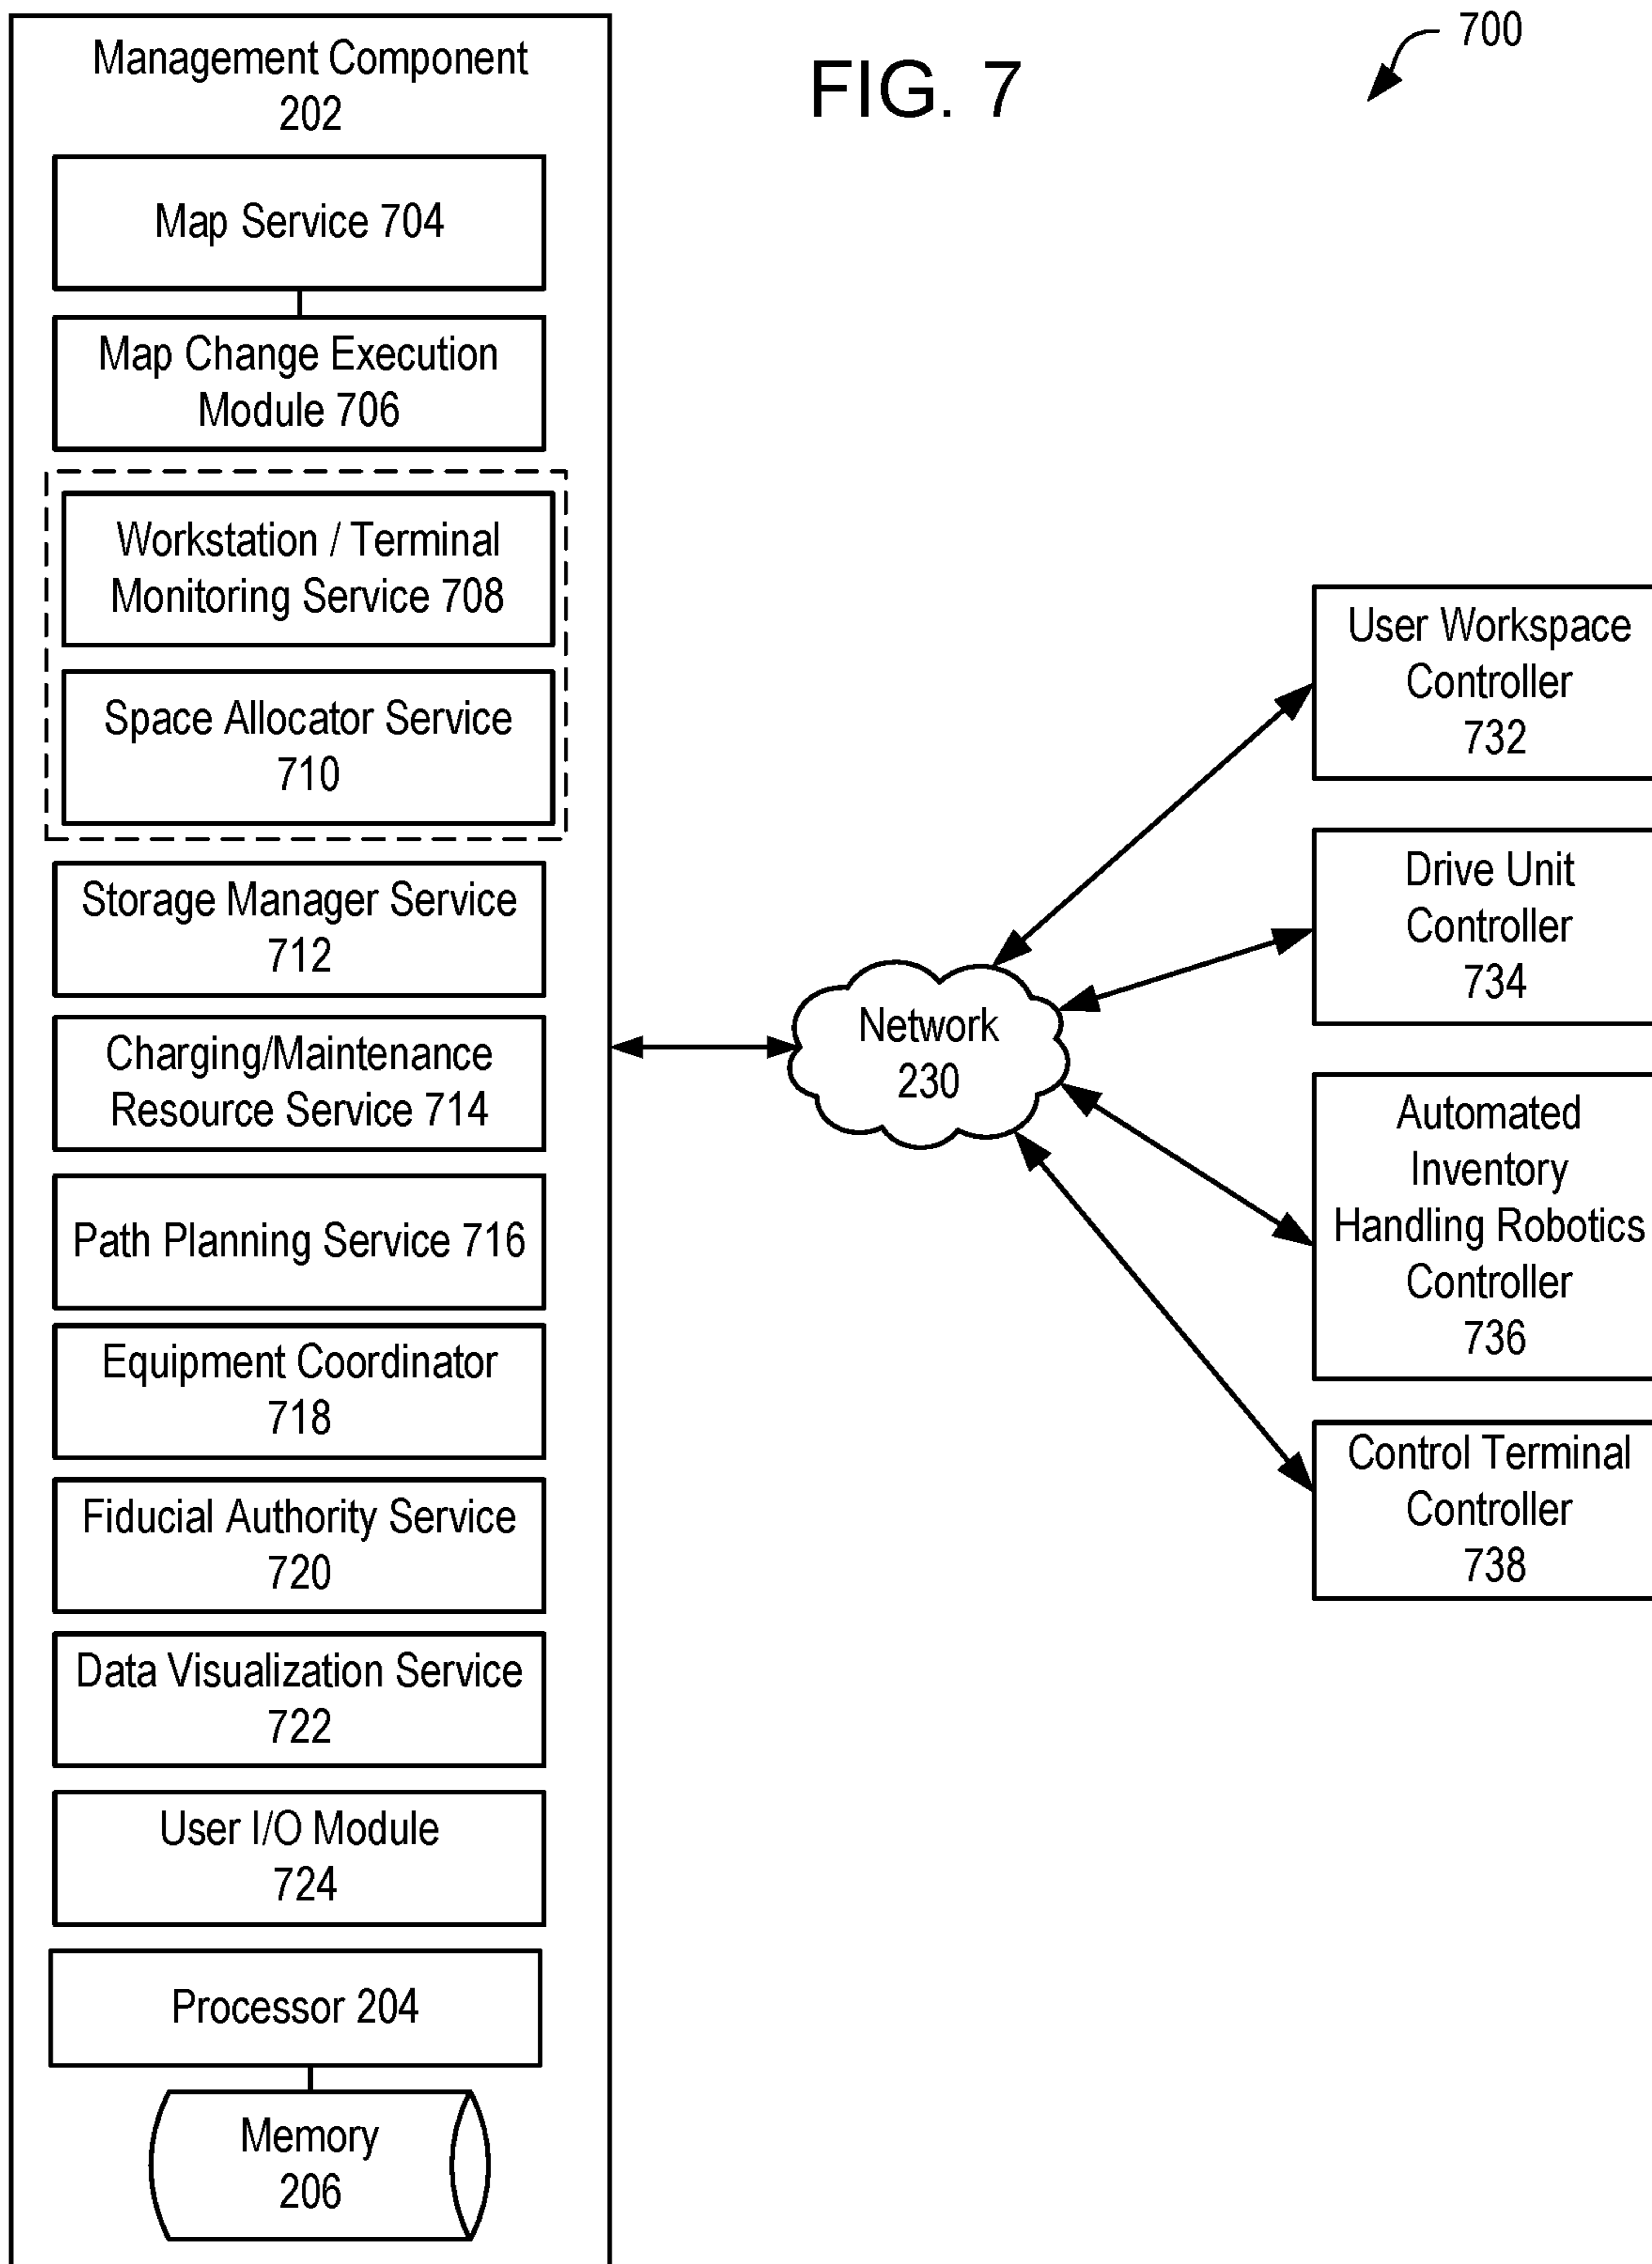 FIG. 7
700
Management Component
202
Map Service 704
Map Change Execution
Module 706
Workstation / Terminal
Monitoring Service 708
Space Allocator Service
710
Storage Manager Service
712
Charging/Maintenance
Resource Service 714
Path Planning Service 716
Equipment Coordinator
718
Fiducial Authority Service
720
Data Visualization Service
722
User I/O Module
724
Processor 204
Memory
206
Network
230
User Workspace
Controller
732
Drive Unit
Controller
734
Automated
Inventory
Handling Robotics
Controller
736
Control Terminal
Controller
738